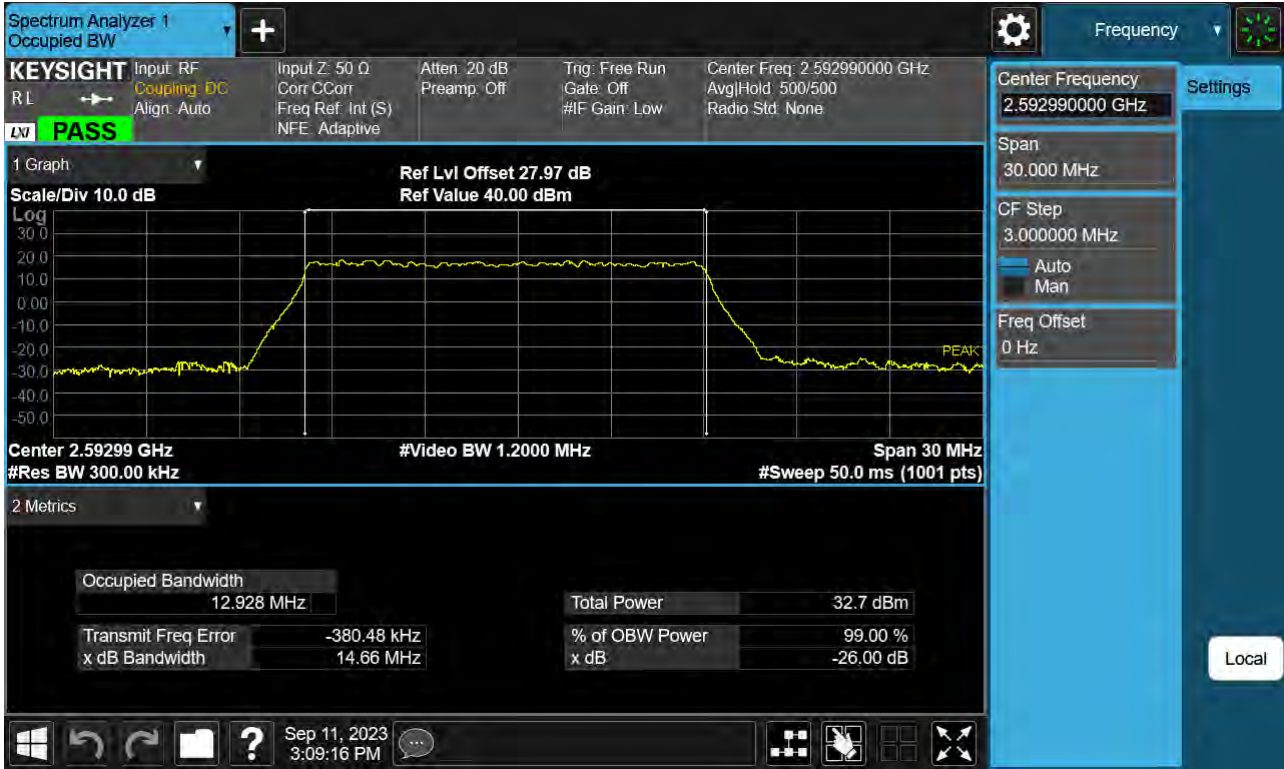 Spectrum Analyzer 1
Occupied BW
Frequency
KEYSIGHT
R L
LXI
PASS
Input: RF
Coupling: DC
Align: Auto
Input Z: 50 Ω
Corr CCorr
Freq Ref: Int (S)
NFE: Adaptive
Atten: 20 dB
Preamp: Off
Trig: Free Run
Gate: Off
#IF Gain: Low
Center Freq: 2.592990000 GHz
Avg|Hold: 500/500
Radio Std: None
Center Frequency
2.592990000 GHz
Settings
Span
30.000 MHz
CF Step
3.000000 MHz
Auto
Man
Freq Offset
0 Hz
Local
1 Graph
Scale/Div 10.0 dB
Ref Lvl Offset 27.97 dB
Ref Value 40.00 dBm
Log
30.0
20.0
10.0
0.00
-10.0
-20.0
-30.0
-40.0
-50.0
PEAK
Center 2.59299 GHz
#Video BW 1.2000 MHz
Span 30 MHz
#Res BW 300.00 kHz
#Sweep 50.0 ms (1001 pts)
2 Metrics
Occupied Bandwidth
12.928 MHz
Total Power 32.7 dBm
Transmit Freq Error -380.48 kHz
% of OBW Power 99.00 %
x dB Bandwidth 14.66 MHz
x dB -26.00 dB
Sep 11, 2023
3:09:16 PM